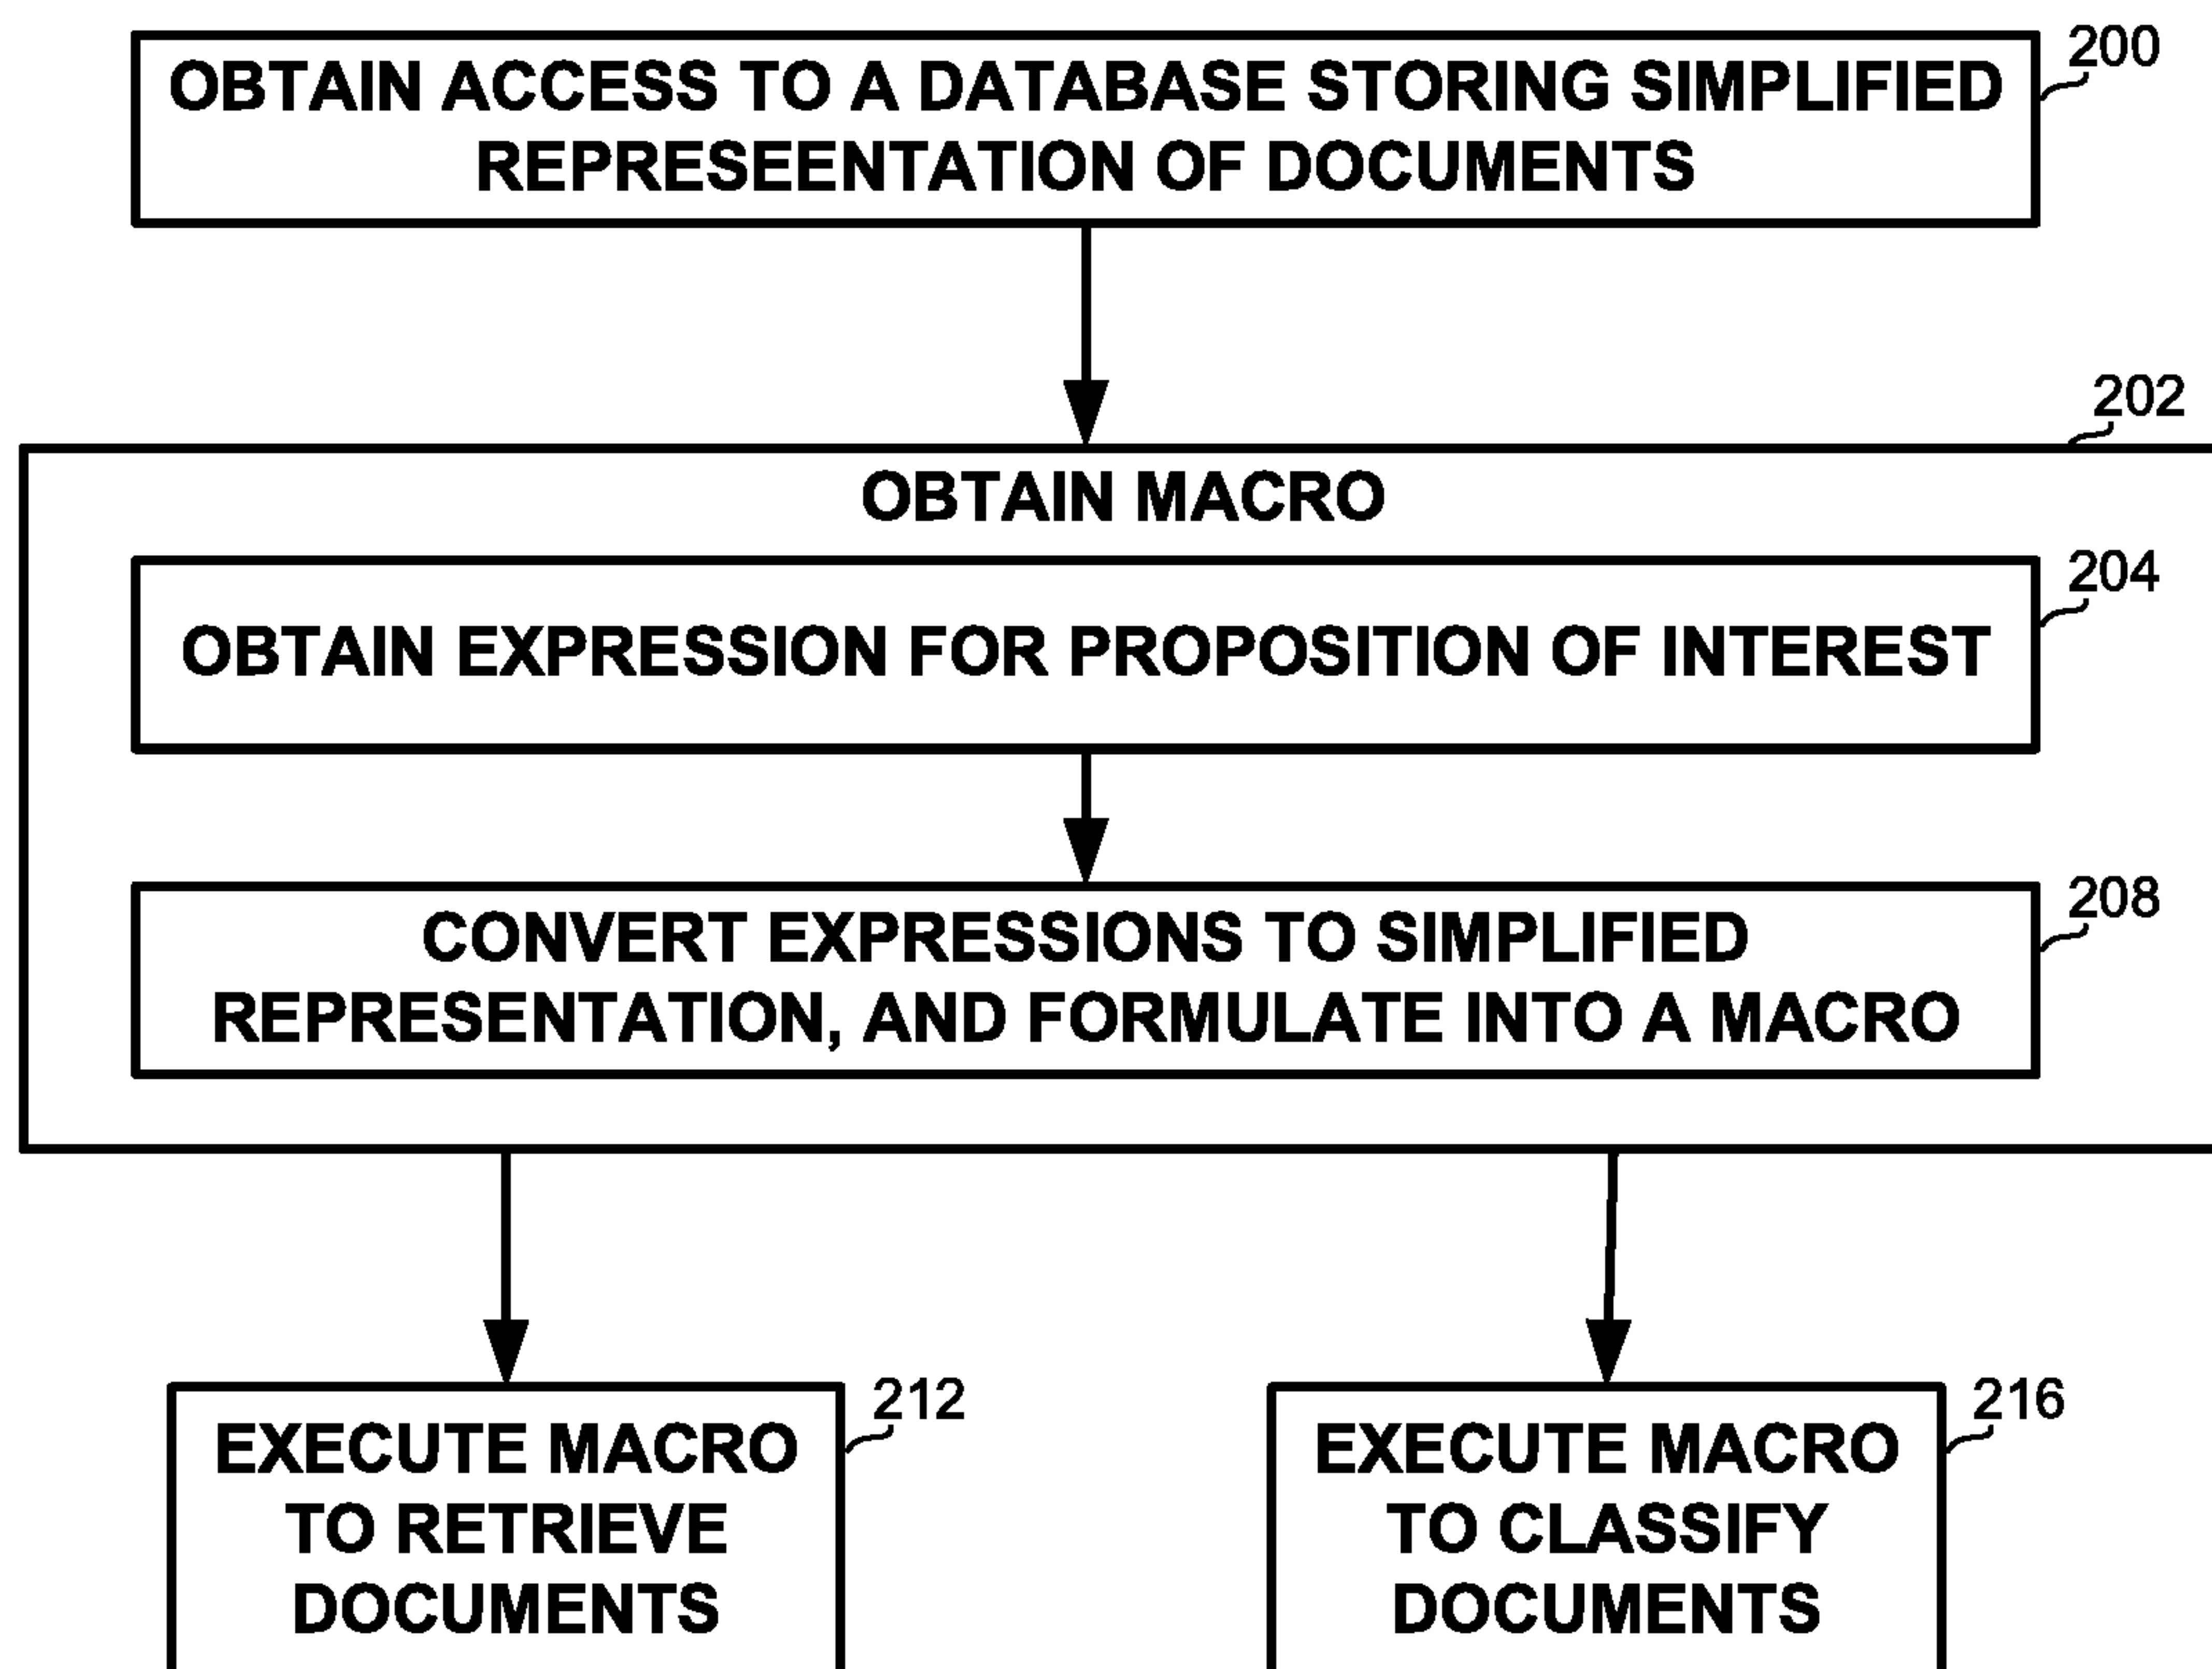 200
OBTAIN ACCESS TO A DATABASE STORING SIMPLIFIED
REPRESEENTATION OF DOCUMENTS
202
OBTAIN MACRO
204
OBTAIN EXPRESSION FOR PROPOSITION OF INTEREST
208
CONVERT EXPRESSIONS TO SIMPLIFIED
REPRESENTATION, AND FORMULATE INTO A MACRO
212
EXECUTE MACRO
TO RETRIEVE
DOCUMENTS
216
EXECUTE MACRO
TO CLASSIFY
DOCUMENTS